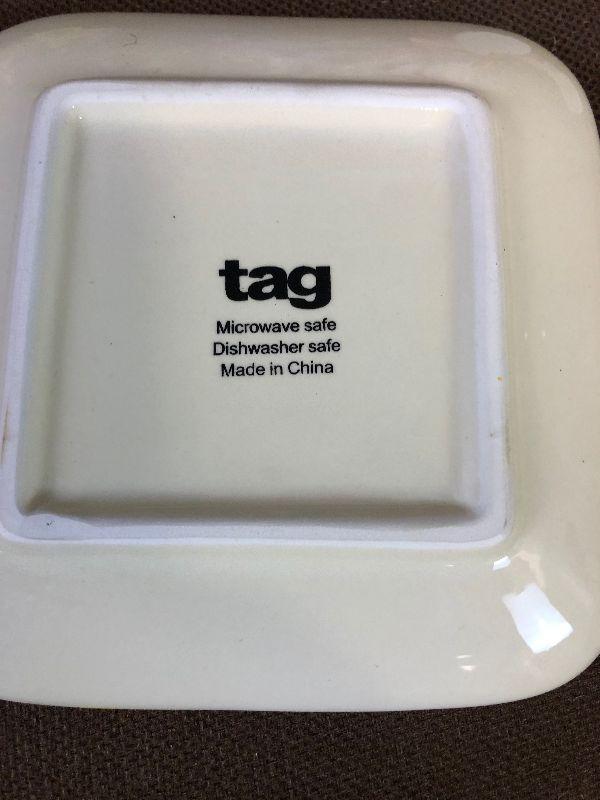 tag
Microwave safe
Dishwasher safe
Made in China